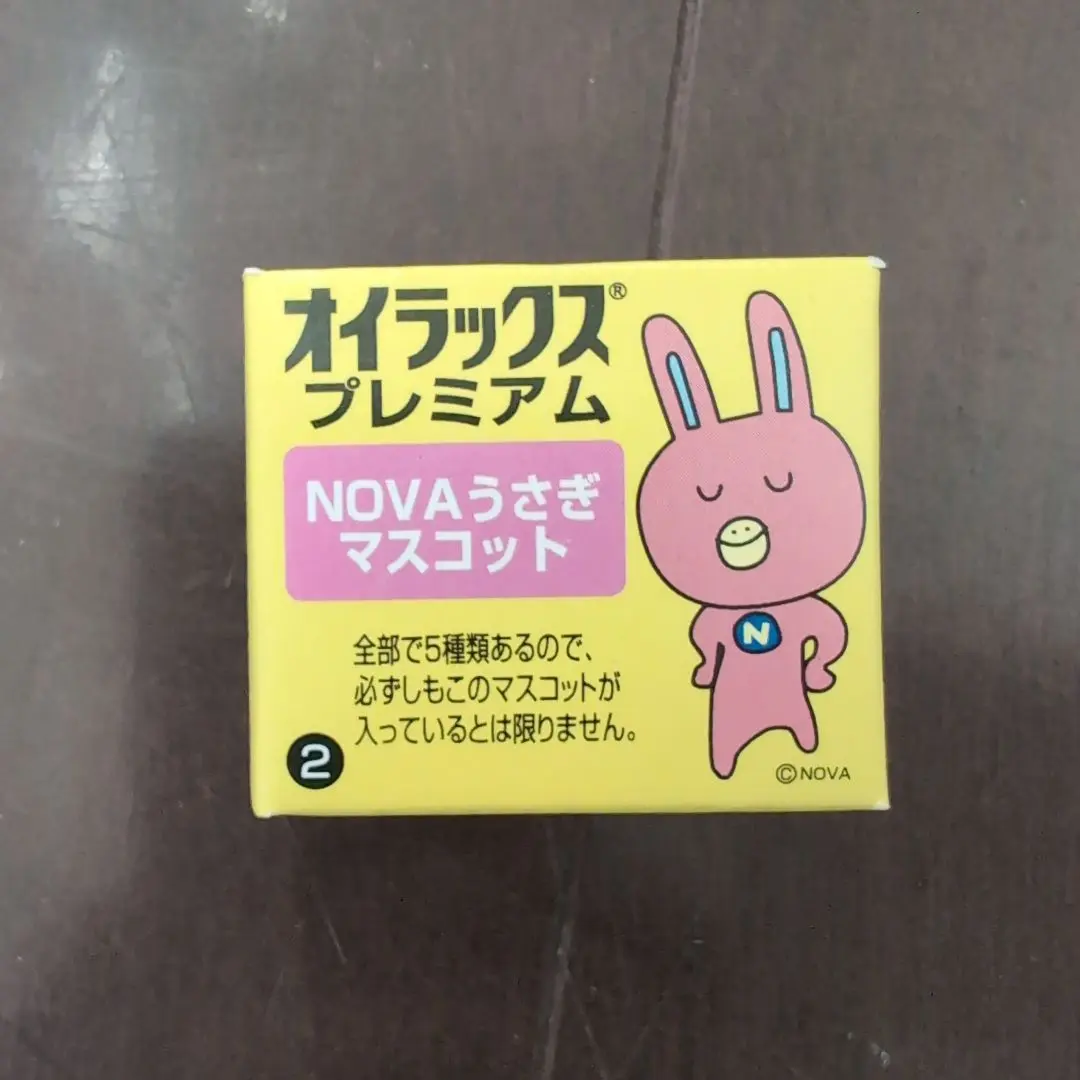 オイラックス®
プレミアム
NOVAうさぎ
マスコット
全部で5種類あるので、
必ずしもこのマスコットが
入っているとは限りません。
2
N
©NOVA